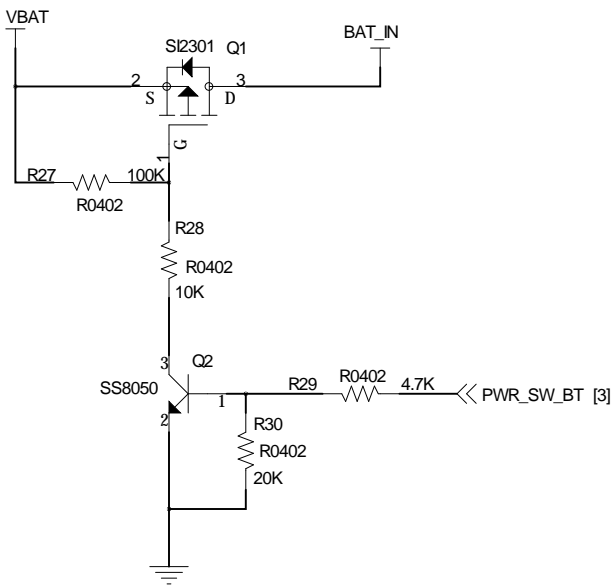 VBAT
SI2301 Q1
BAT_IN
2
3
S
D
G
1
R27
100K
R0402
R28
R0402
10K
3
Q2
SS8050
1
R29
R0402
4.7K
PWR_SW_BT [3]
2
R30
R0402
20K